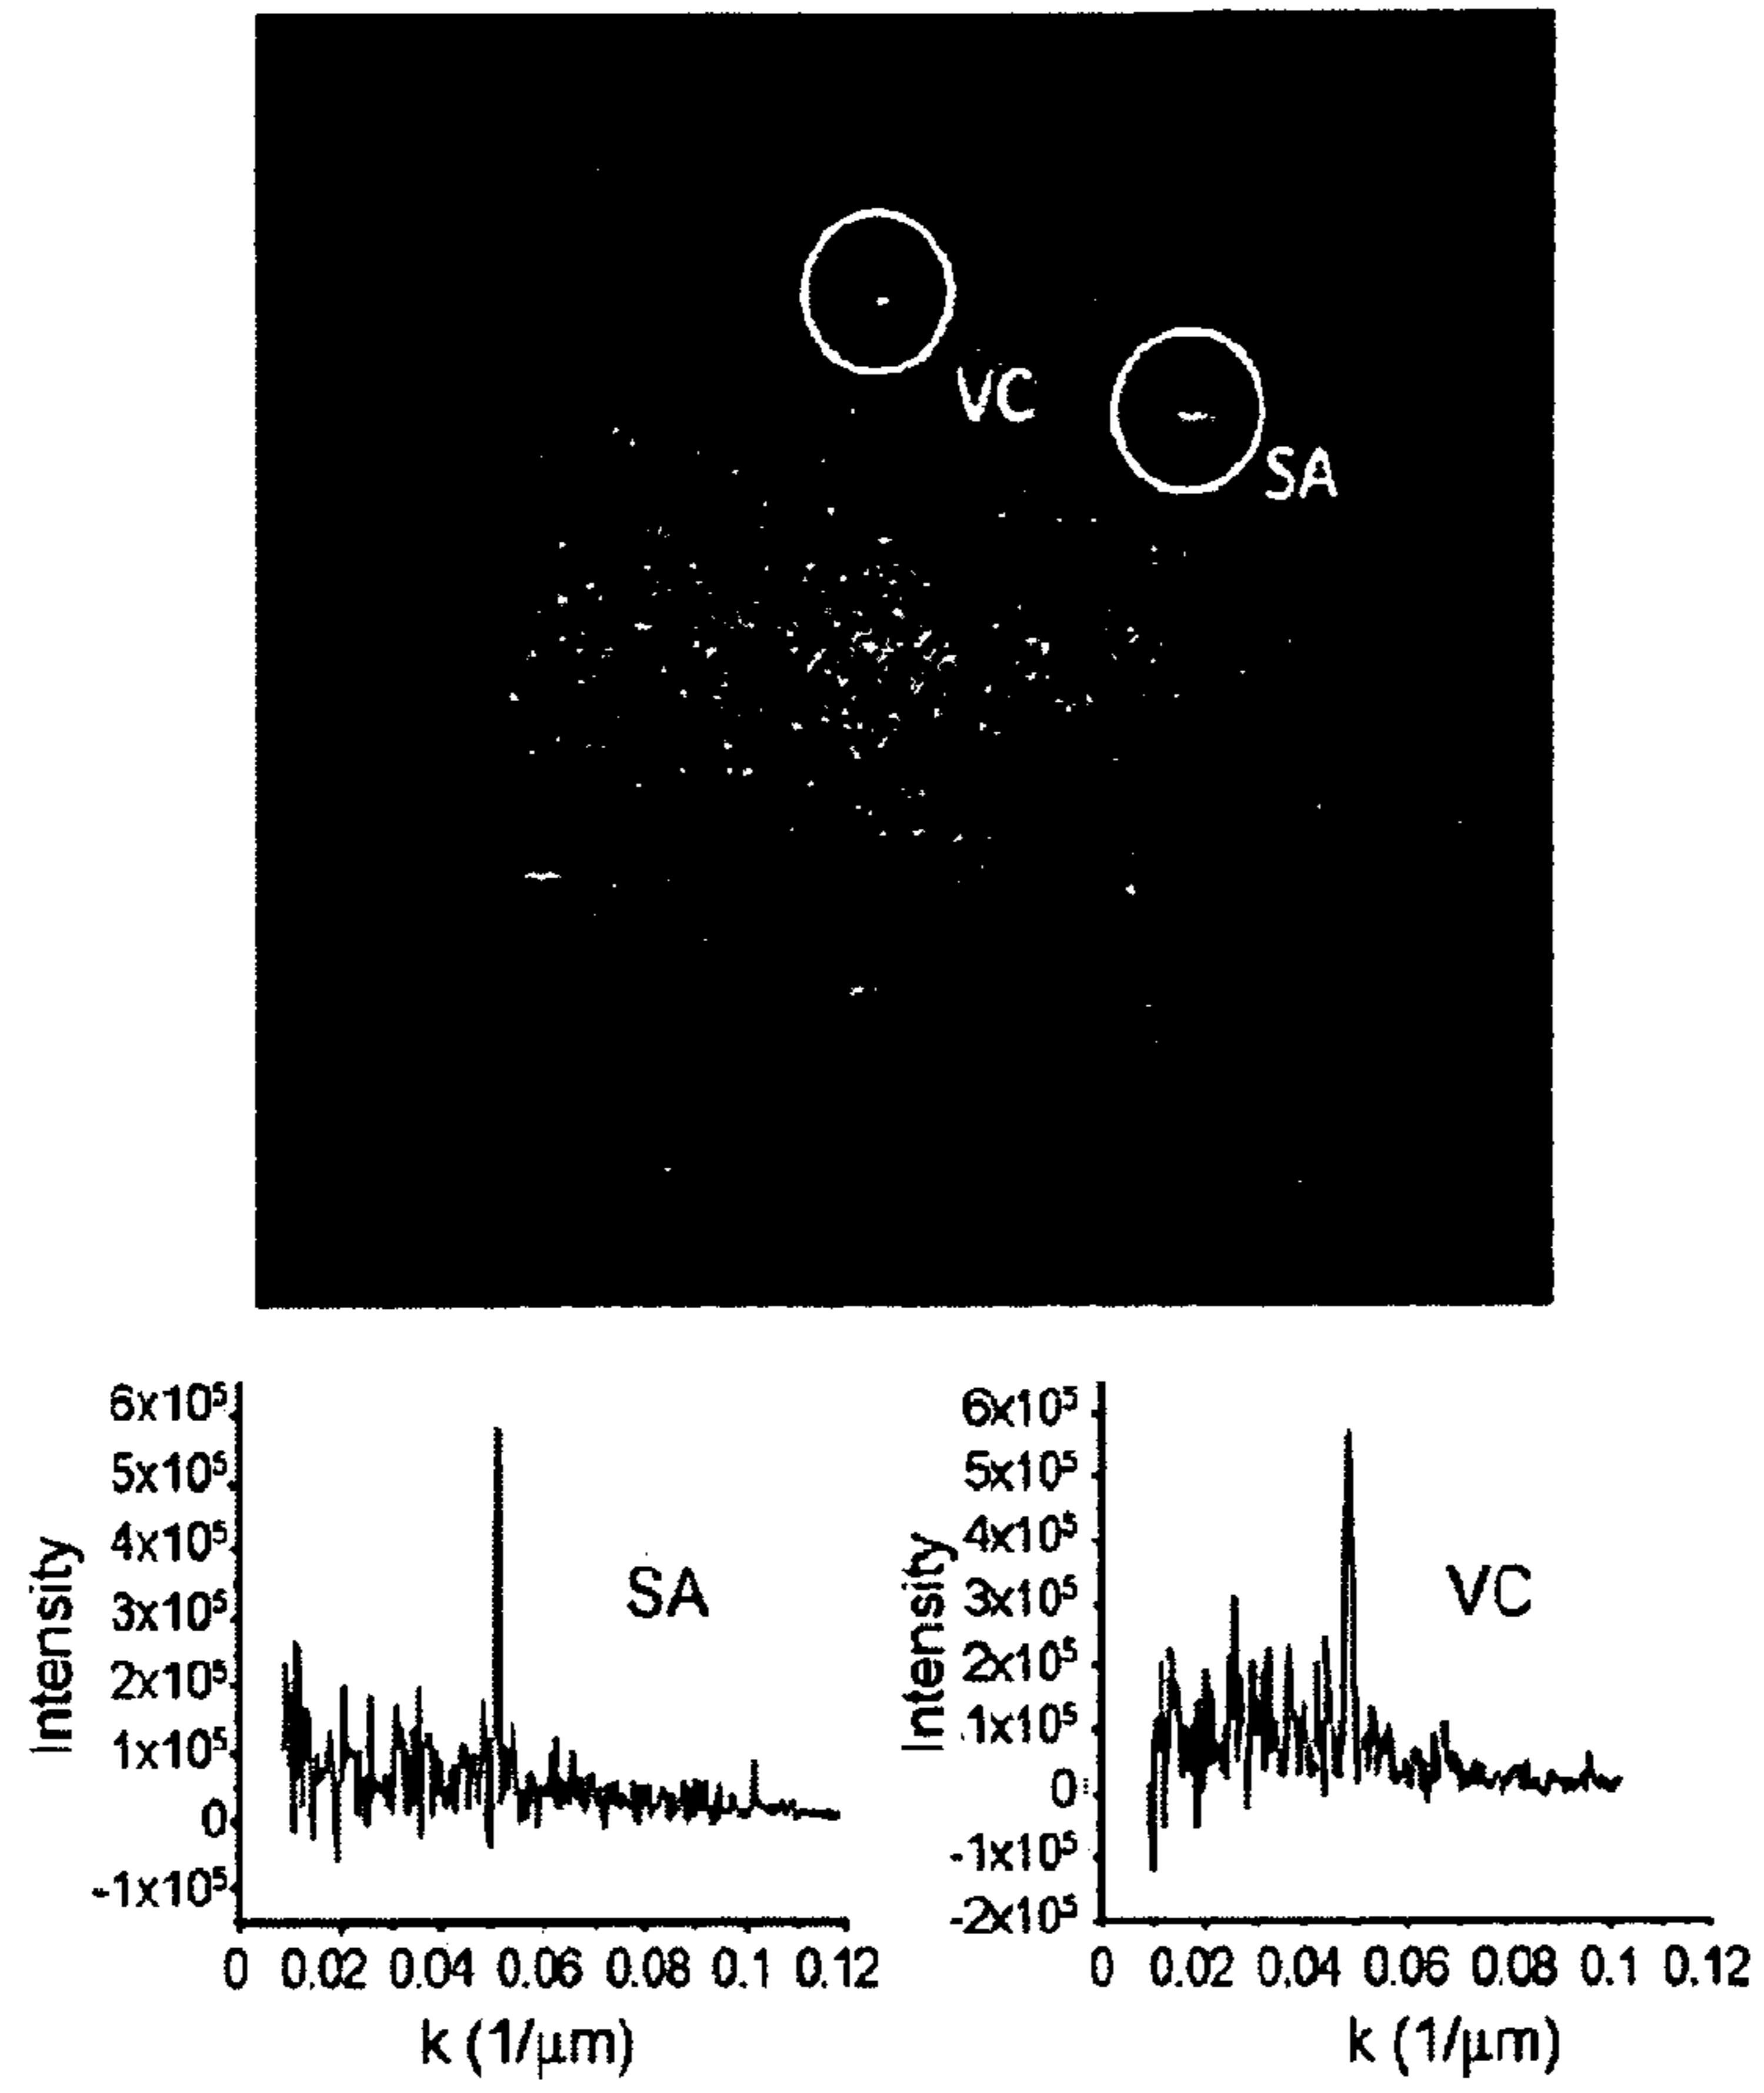 VC
SA
6x10⁵
5x10⁵
4x10⁵
3x10⁵
2x10⁵
1x10⁵
0
-1x10⁵
Intensity
SA
0 0.02 0.04 0.06 0.08 0.1 0.12
k (1/μm)
6x10⁵
5x10⁵
4x10⁵
3x10⁵
2x10⁵
1x10⁵
0
-1x10⁵
-2x10⁵
Intensity
VC
0 0.02 0.04 0.06 0.08 0.1 0.12
k (1/μm)